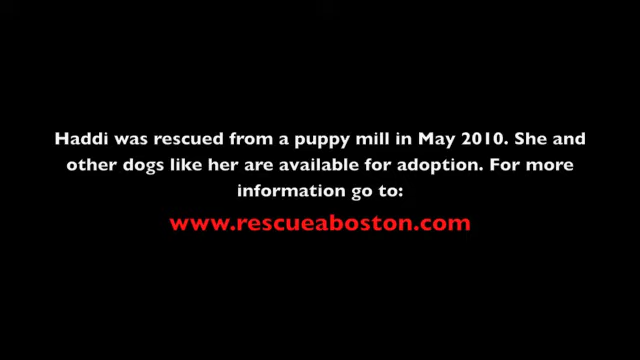 Haddi was rescued from a puppy mill in May 2010. She and
other dogs like her are available for adoption. For more
information go to:
www.rescueaboston.com